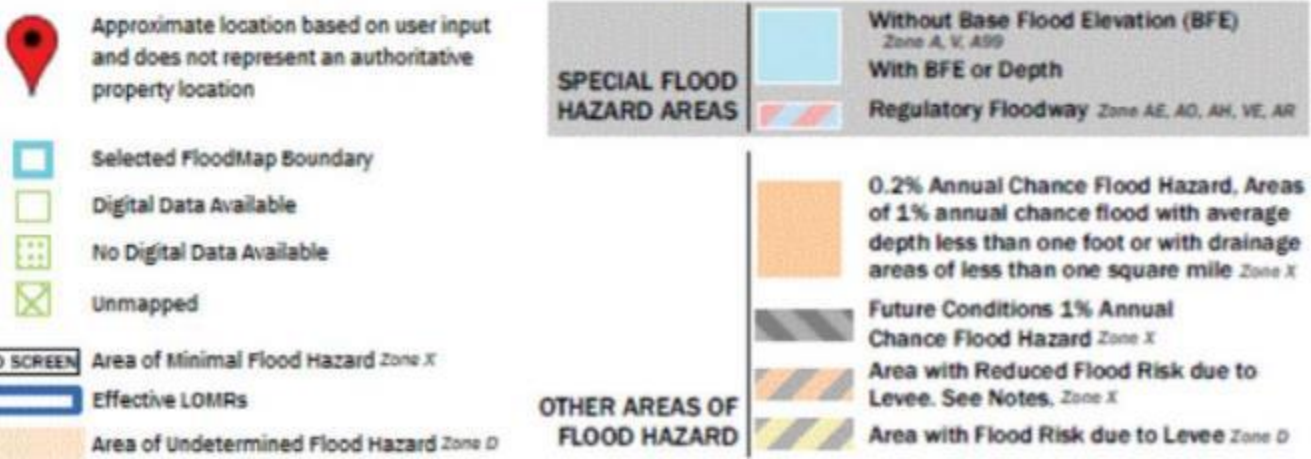 Approximate location based on user input
and does not represent an authoritative
property location
Selected FloodMap Boundary
Digital Data Available
No Digital Data Available
Unmapped
SCREEN
Area of Minimal Flood Hazard Zone X
Effective LOMRs
Area of Undetermined Flood Hazard Zone D
SPECIAL FLOOD
HAZARD AREAS
Without Base Flood Elevation (BFE)
Zone A, V, A99
With BFE or Depth
Regulatory Floodway Zone AE, AO, AH, VE, AR
0.2% Annual Chance Flood Hazard, Areas
of 1% annual chance flood with average
depth less than one foot or with drainage
areas of less than one square mile Zone X
Future Conditions 1% Annual
Chance Flood Hazard Zone X
Area with Reduced Flood Risk due to
Levee. See Notes. Zone X
Area with Flood Risk due to Levee Zone D
OTHER AREAS OF
FLOOD HAZARD